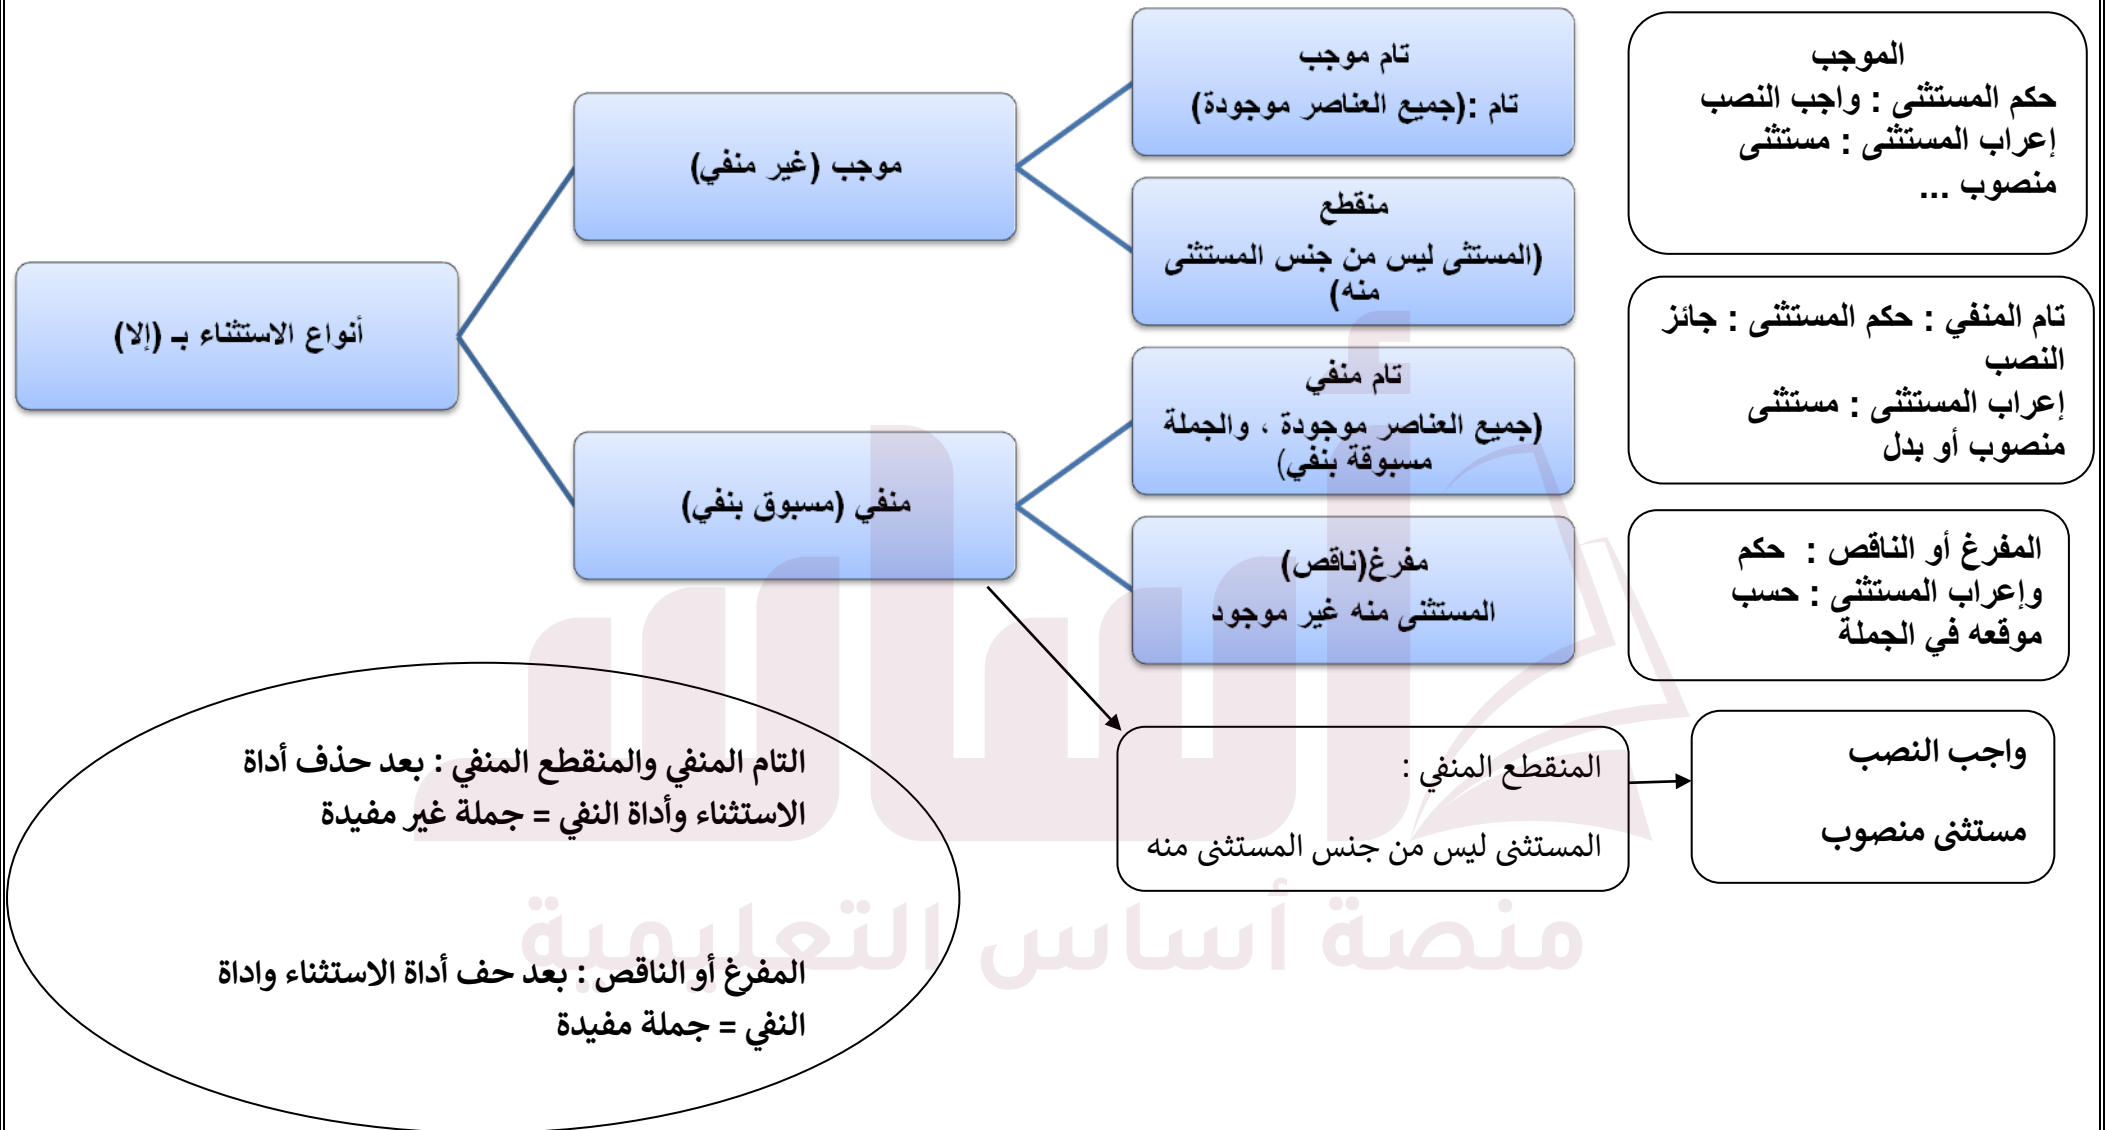 أنواع الاستثناء بـ (إلا)
موجب (غير منفي)
تام موجب
تام :(جميع العناصر موجودة)
منقطع
(المستثى ليس من جنس المستثنى
منه)
الموجب
حكم المستثنى : واجب النصب
إعراب المستثنى : مستثنى
منصوب ...
منفي (مسبوق بنفي)
تام منفي
(جميع العناصر موجودة ، والجملة
مسبوقة بنفي)
تام المنفي : حكم المستثنى : جائز
النصب
إعراب المستثنى : مستثنى
منصوب أو بدل
مفرغ(ناقص)
المستثنى منه غير موجود
المفرغ أو الناقص : حكم
وإعراب المستثنى : حسب
موقعه في الجملة
المنقطع المنفي :
المستثنى ليس من جنس المستثنى منه
واجب النصب
مستثنى منصوب
التام المنفي والمنقطع المنفي : بعد حذف أداة
الاستثناء وأداة النفي = جملة غير مفيدة
المفرغ أو الناقص : بعد حف أداة الاستثناء واداة
النفي = جملة مفيدة
أساس
منصة أساس التعليمية